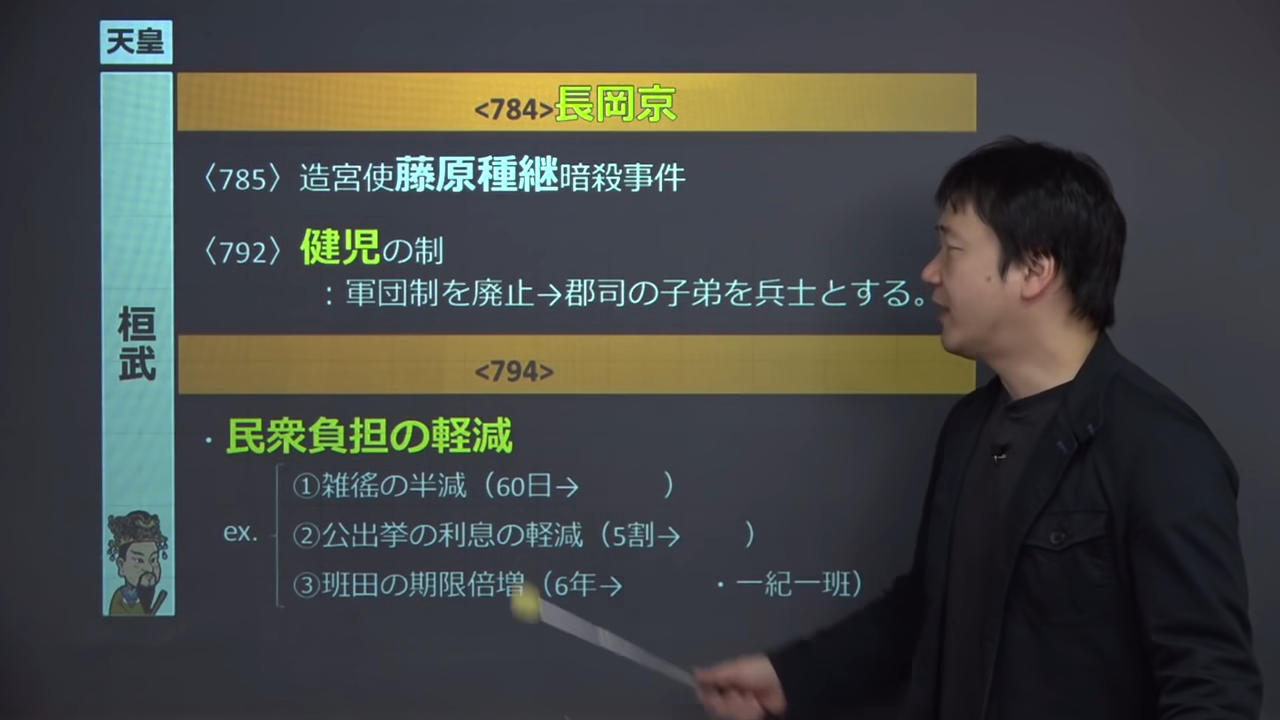 天皇
桓武
<784>長岡京
〈785〉造宮使藤原種継暗殺事件
〈792〉健児の制
：軍団制を廃止→郡司の子弟を兵士とする。
<794>
・民衆負担の軽減
ex.
①雑徭の半減（60日→　　　）
②公出挙の利息の軽減（5割→　　）
③班田の期限倍増（6年→　　　・一紀一班）